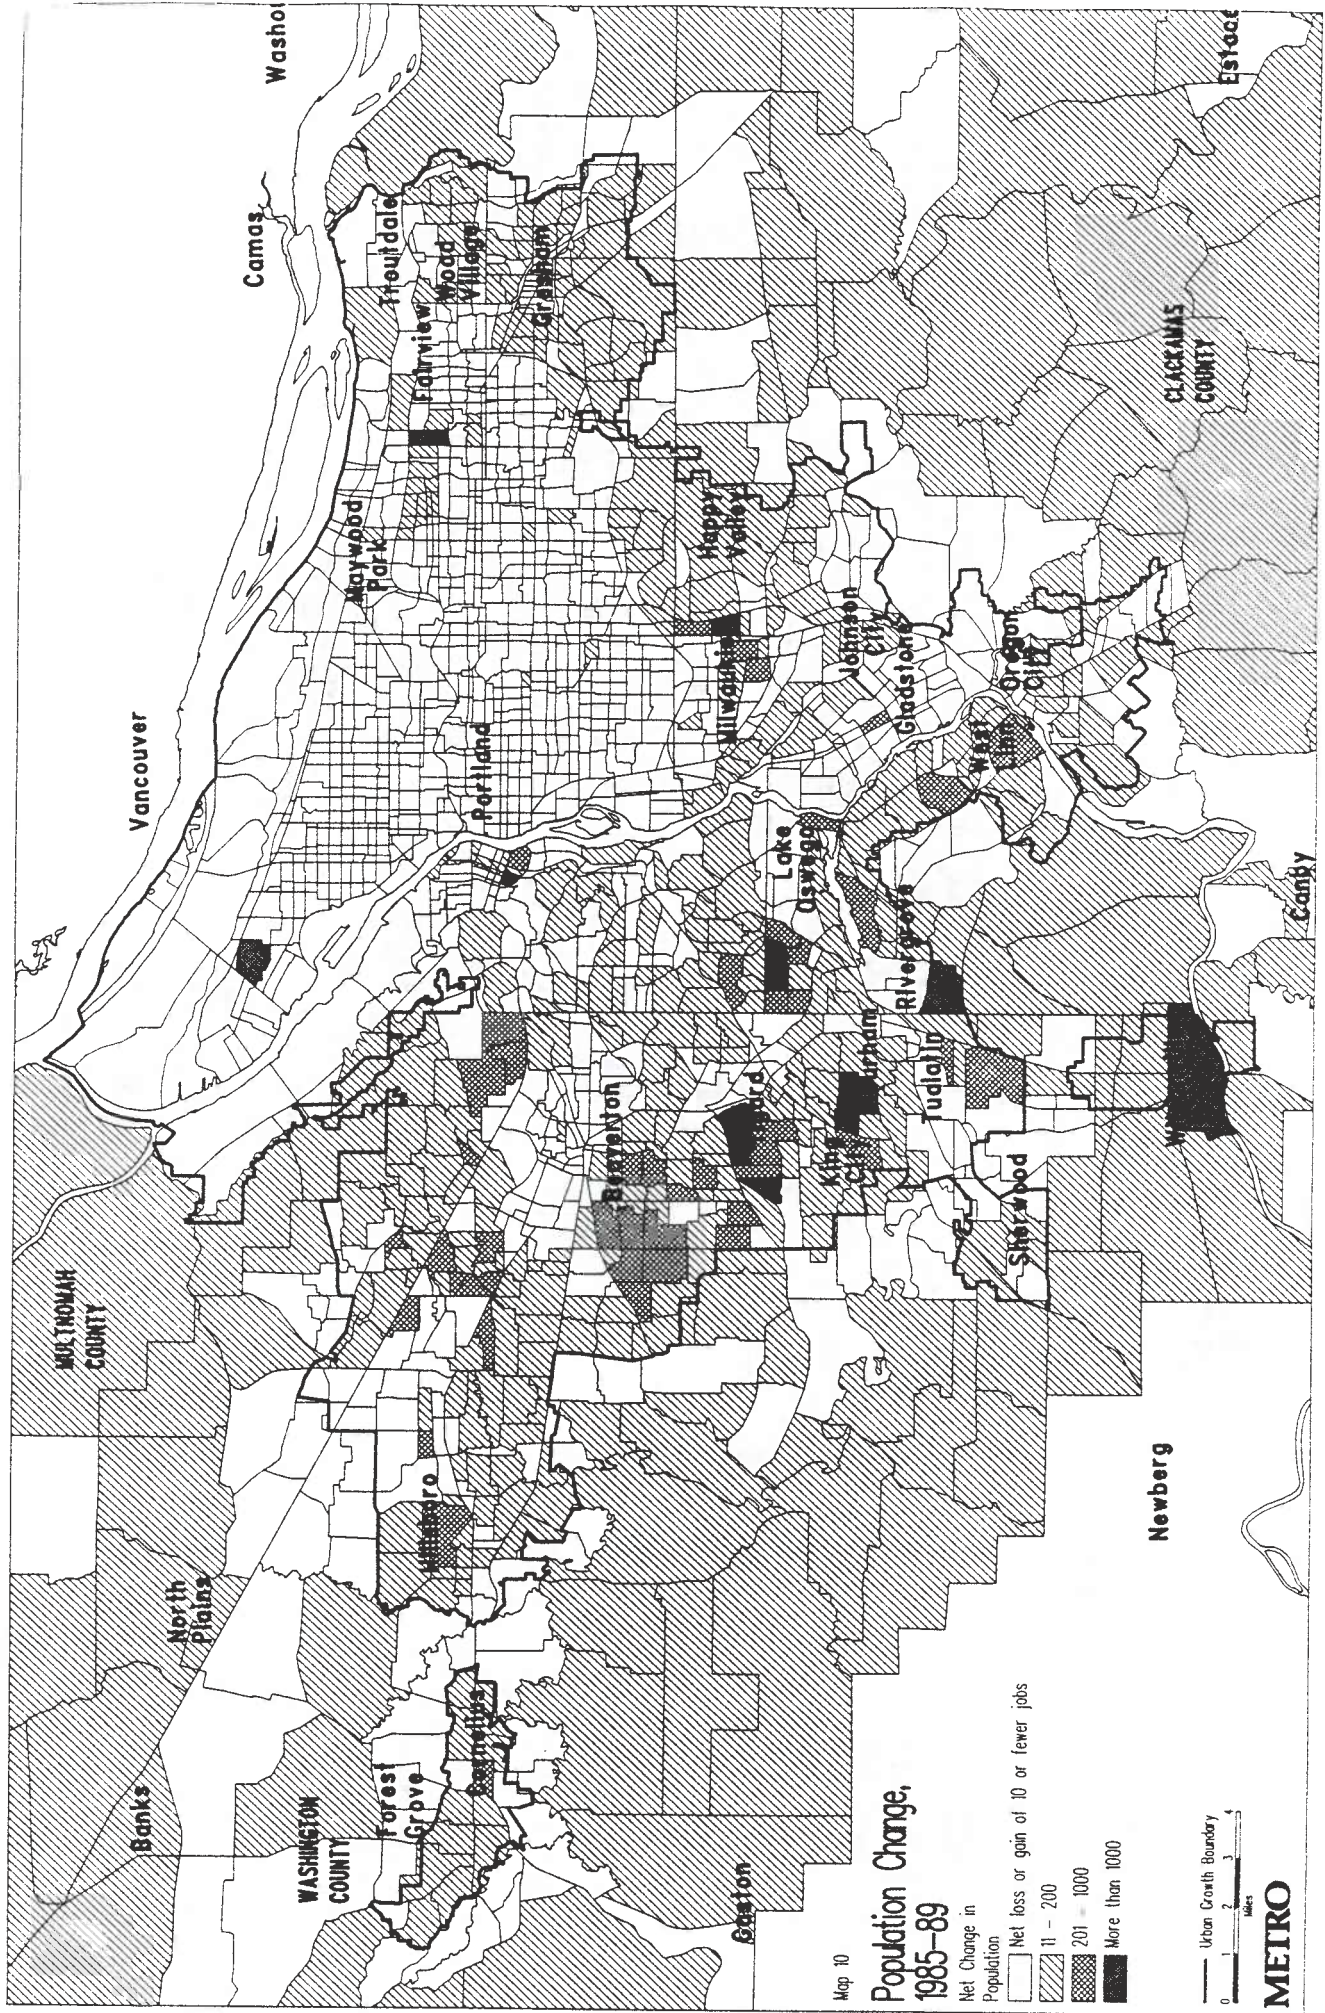 Map 10
Population Change,
1985-89
Net Change in
Population
Net loss or gain of 10 or fewer jobs
11 - 200
201 - 1000
More than 1000
Urban Growth Boundary
0 1 2 3 4
Miles
METRO
Banks
North
Plains
MULTNOMAH
COUNTY
WASHINGTON
COUNTY
Forest
Grove
Cornelius
Hillsboro
Gaston
Newberg
Beaverton
Tigard
King
City
Durham
Tualatin
Sherwood
Rivergrove
Lake
Oswego
Portland
Vancouver
Maywood
Park
Camas
Fairview
Troutdale
Wood
Village
Gresham
Happy
Valley
Milwaukie
Johnson
City
Gladstone
Oregon
City
West
Linn
Canby
CLACKAMAS
COUNTY